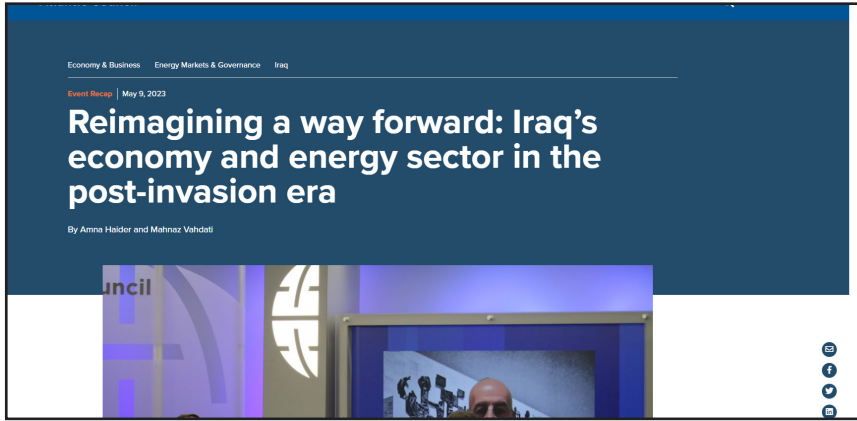 Economy & Business Energy Markets & Governance Iraq
Event Recap | May 9, 2023
Reimagining a way forward: Iraq's
economy and energy sector in the
post-invasion era
By Amna Haider and Mahnaz Vahdati
uncil